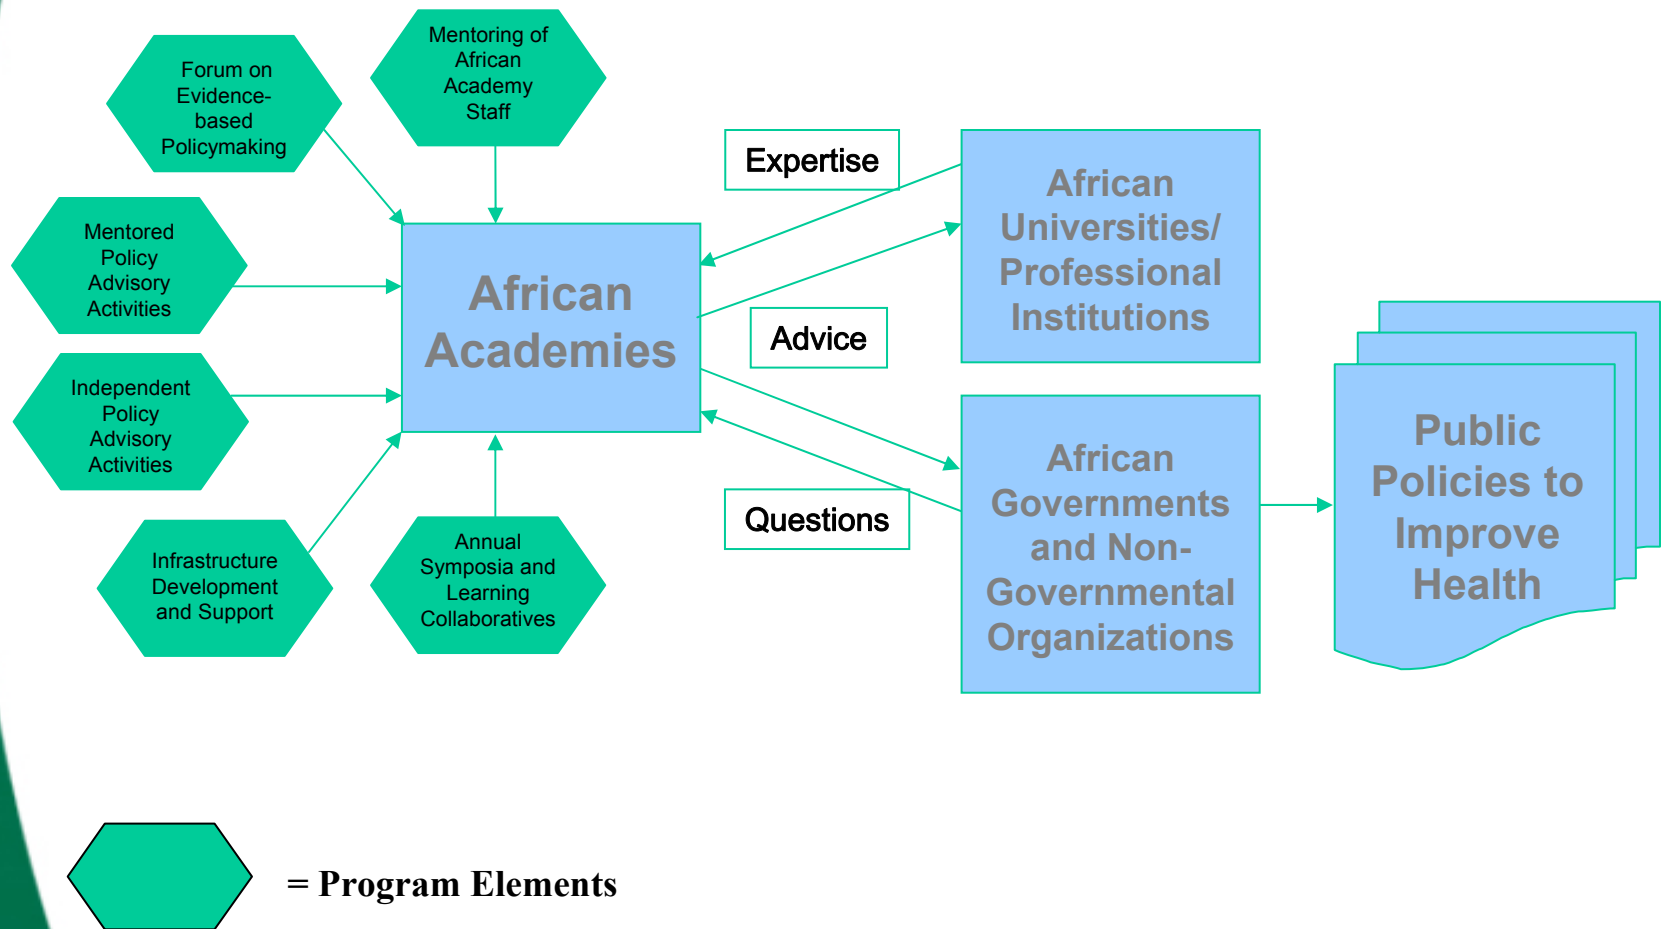 Forum on
Evidence-
based
Policymaking
Mentoring of
African
Academy
Staff
Mentored
Policy
Advisory
Activities
Independent
Policy
Advisory
Activities
Infrastructure
Development
and Support
Annual
Symposia and
Learning
Collaboratives
African
Academies
Expertise
Advice
Questions
African
Universities/
Professional
Institutions
African
Governments
and Non-
Governmental
Organizations
Public
Policies to
Improve
Health
= Program Elements